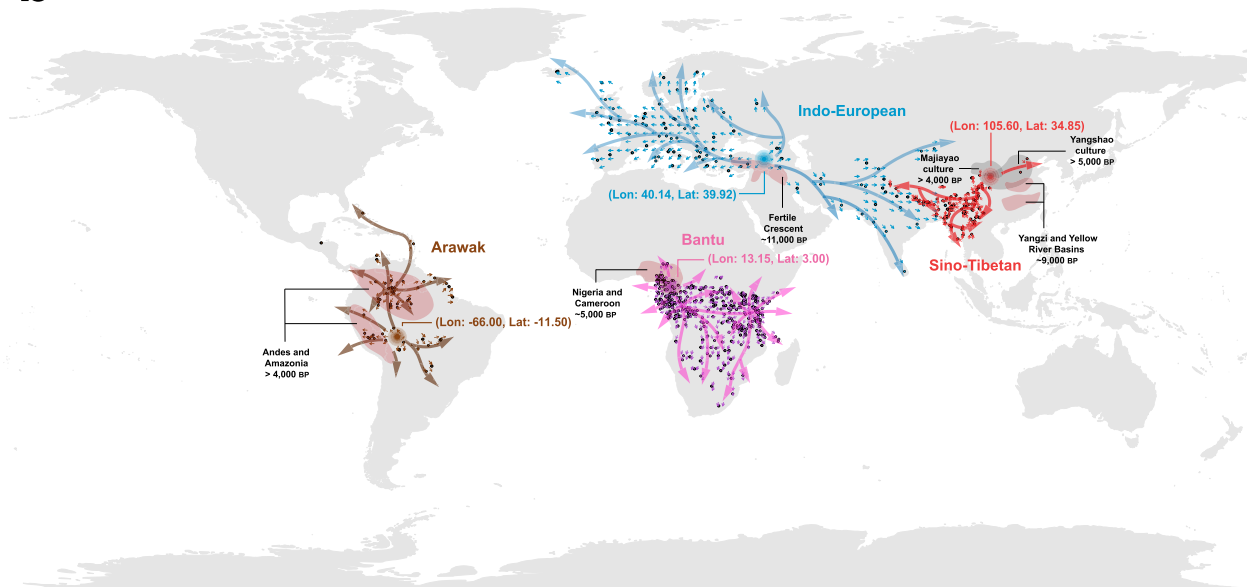 Indo-European
(Lon: 105.60, Lat: 34.85)
Yangshao
culture
> 5,000 BP
Majiayao
culture
> 4,000 BP
(Lon: 40.14, Lat: 39.92)
Fertile
Crescent
~11,000 BP
Yangzi and Yellow
River Basins
~9,000 BP
Sino-Tibetan
Arawak
Bantu
(Lon: 13.15, Lat: 3.00)
Nigeria and
Cameroon
~5,000 BP
(Lon: -66.00, Lat: -11.50)
Andes and
Amazonia
> 4,000 BP